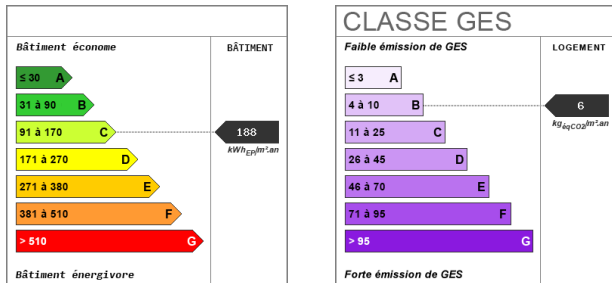 Bâtiment économe
BÂTIMENT
≤ 30 A
31 à 90 B
91 à 170 C
188
kWhEP/m².an
171 à 270 D
271 à 380 E
381 à 510 F
> 510 G
Bâtiment énergivore
CLASSE GES
Faible émission de GES
LOGEMENT
≤ 3 A
4 à 10 B
6
kgéqCO2/m².an
11 à 25 C
26 à 45 D
46 à 70 E
71 à 95 F
> 95 G
Forte émission de GES